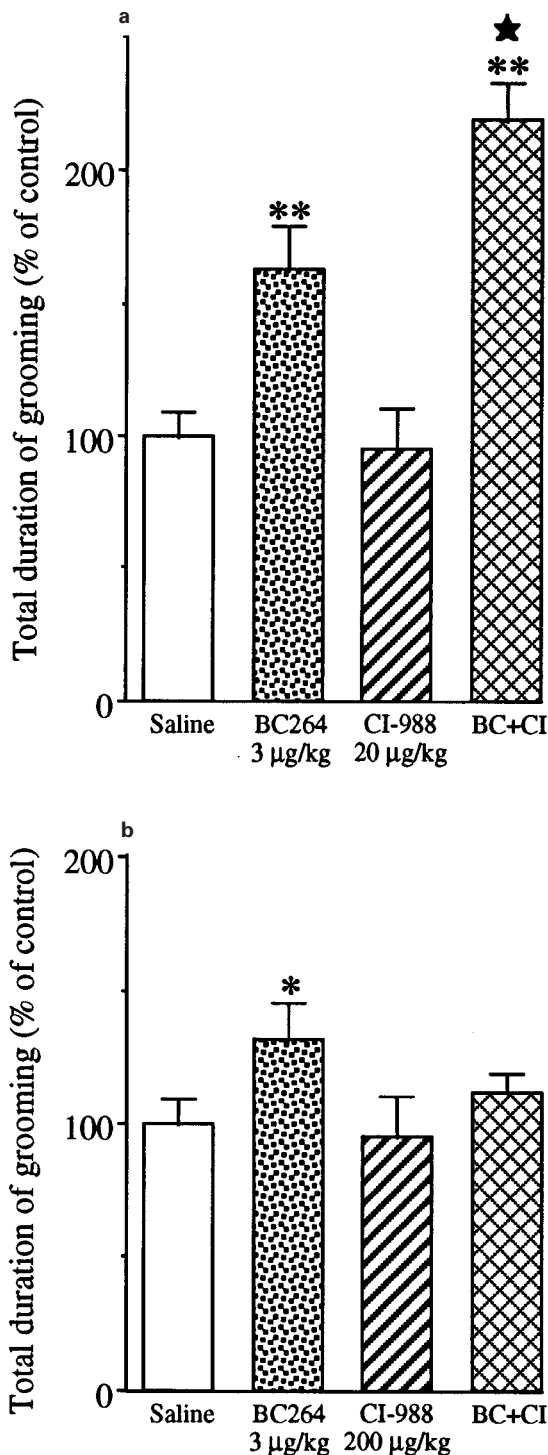 a
Total duration of grooming (% of control)
★
**
200
**
100
0
Saline BC264 CI-988 BC+CI
3 µg/kg 20 µg/kg
b
Total duration of grooming (% of control)
200
*
100
0
Saline BC264 CI-988 BC+CI
3 µg/kg 200 µg/kg